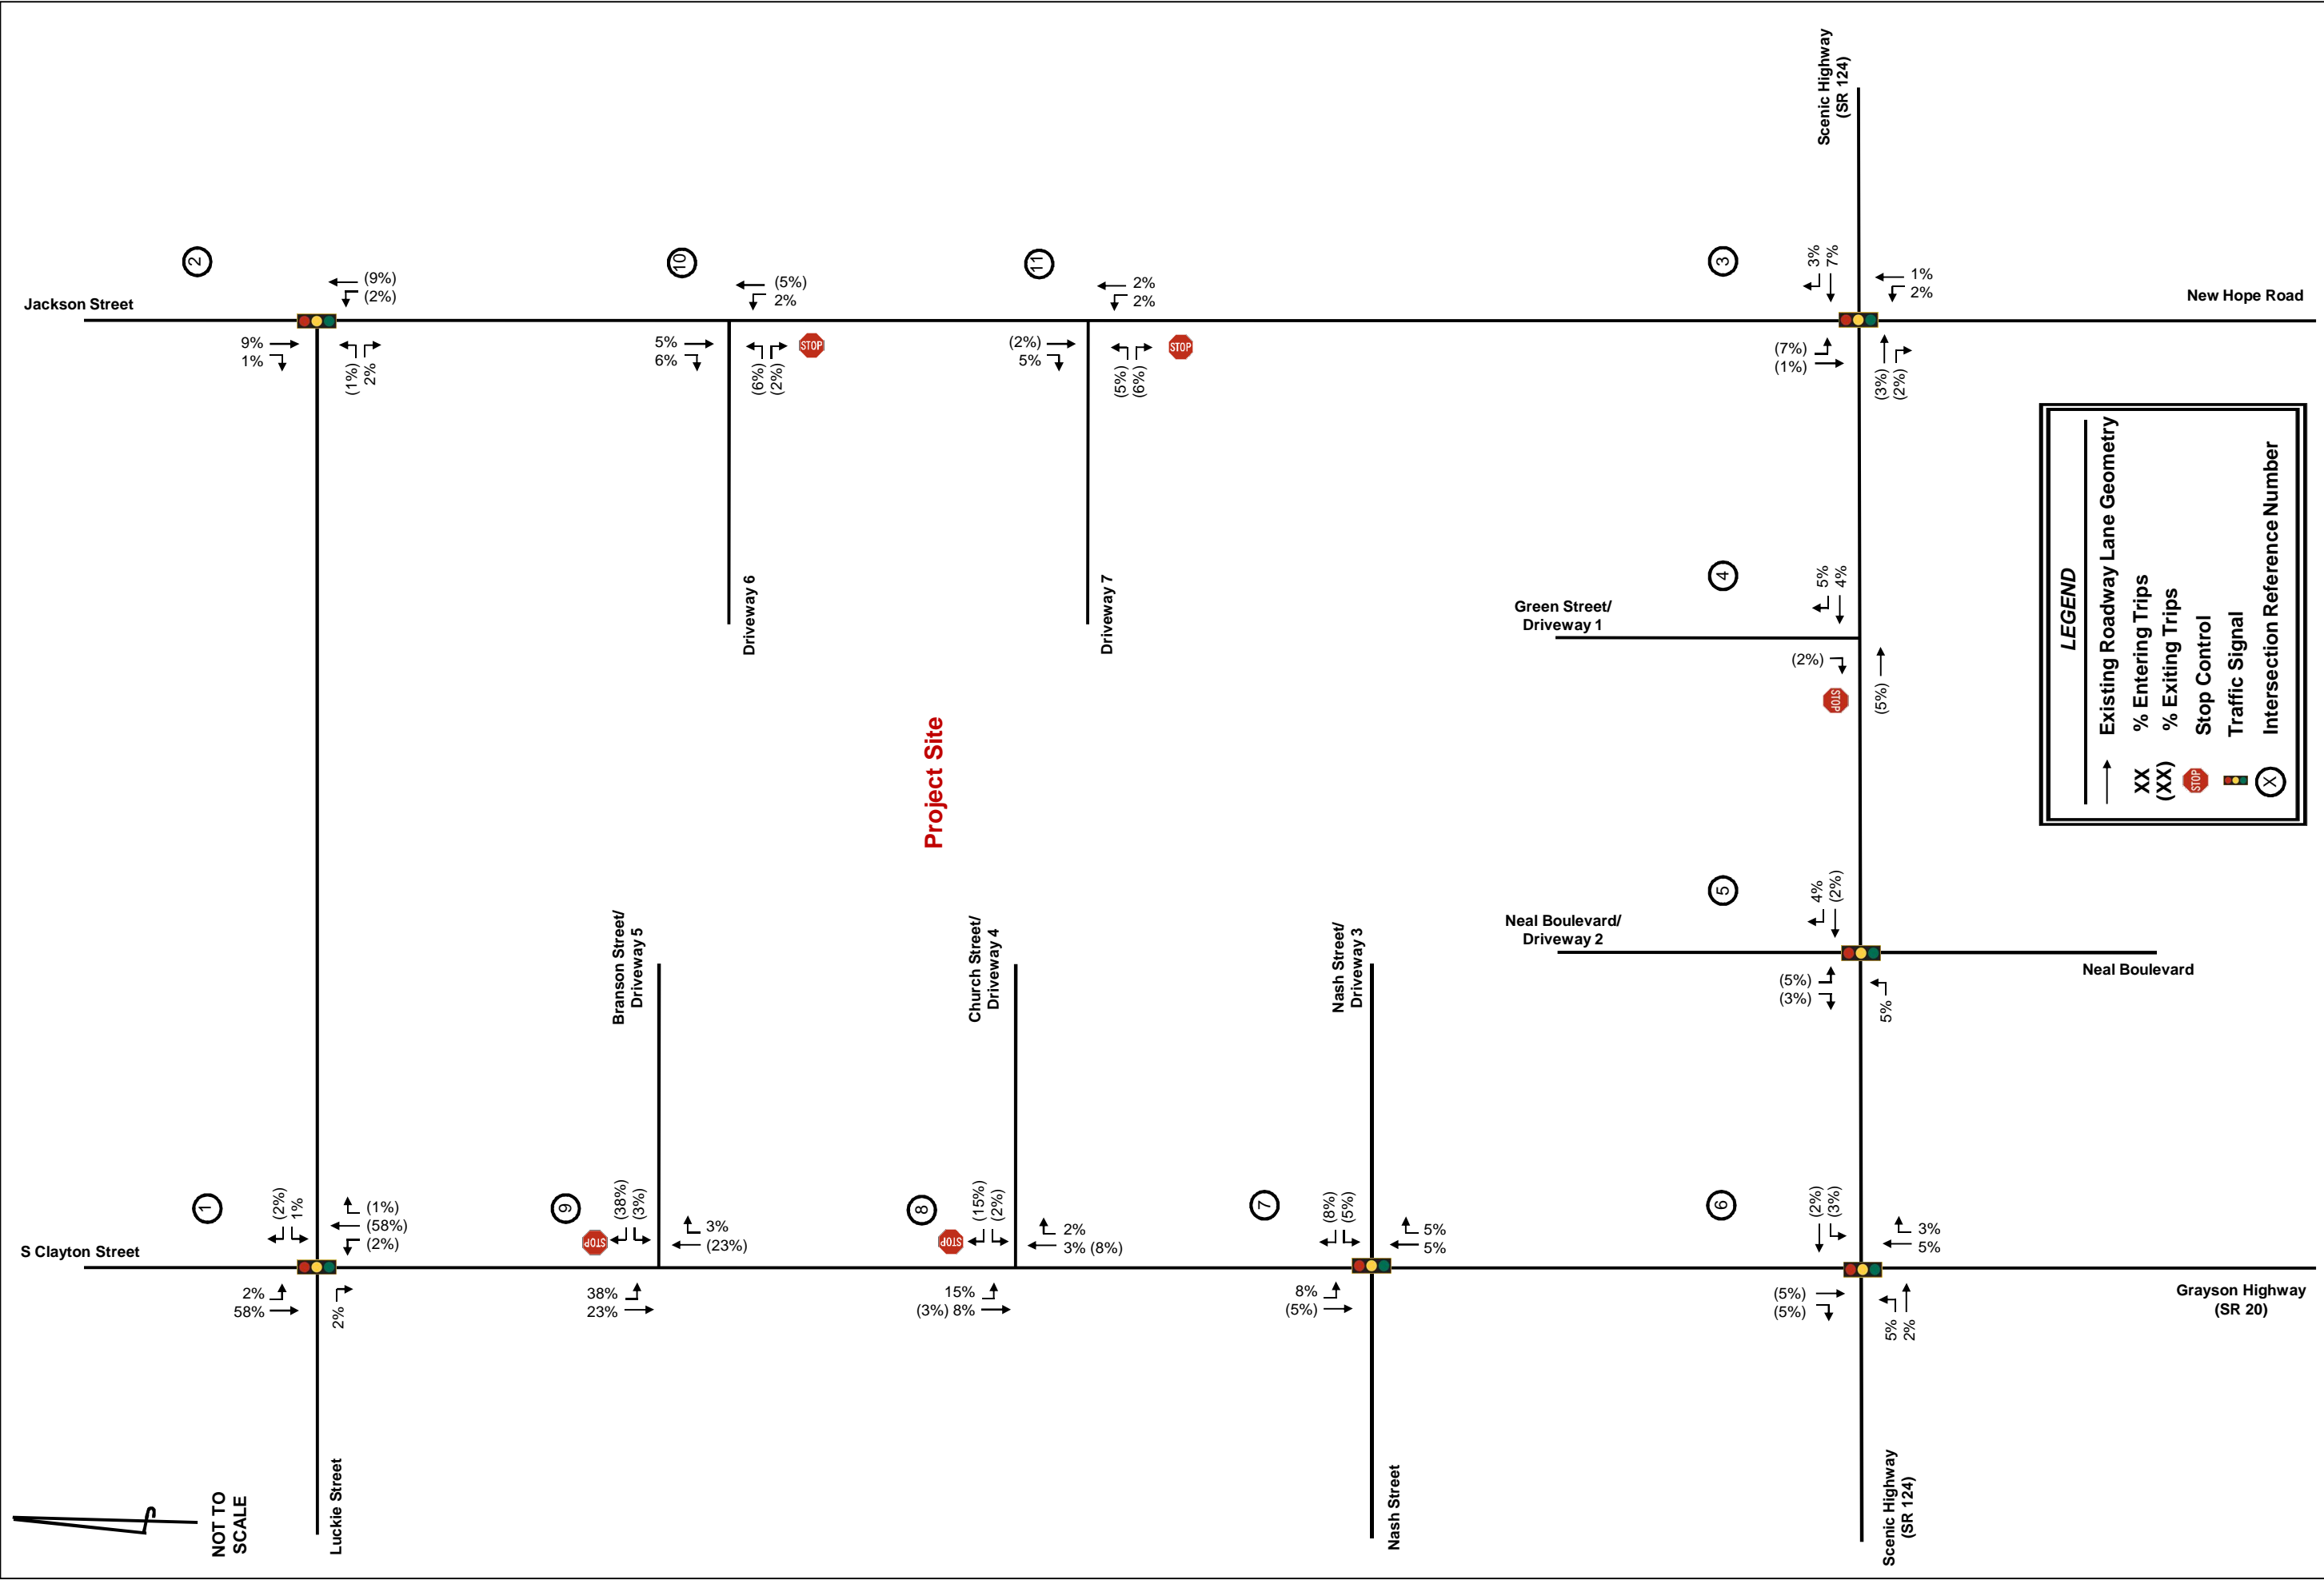 Scenic Highway
(SR 124)
2
10
11
3
3%
7%
Jackson Street
(9%)
(2%)
(5%)
2%
2%
2%
1%
2%
New Hope Road
9%
1%
(1%)
2%
5%
6%
(6%)
(2%)
STOP
(2%)
5%
(5%)
(6%)
STOP
(7%)
(1%)
(3%)
(2%)
Driveway 6
Driveway 7
4
5%
4%
Green Street/
Driveway 1
(2%)
STOP
(5%)
LEGEND
Existing Roadway Lane Geometry
XX % Entering Trips
(XX) % Exiting Trips
STOP Stop Control
Traffic Signal
X Intersection Reference Number
Project Site
Branson Street/
Driveway 5
Church Street/
Driveway 4
Nash Street/
Driveway 3
5
4%
(2%)
Neal Boulevard/
Driveway 2
(5%)
(3%)
5%
Neal Boulevard
1
(2%)
1%
(1%)
(58%)
(2%)
S Clayton Street
2%
58%
2%
9
STOP
(38%)
(3%)
3%
(23%)
38%
23%
8
STOP
(15%)
(2%)
2%
3% (8%)
15%
(3%) 8%
7
(8%)
(5%)
5%
5%
8%
(5%)
6
(2%)
(3%)
3%
5%
(5%)
(5%)
5%
2%
Grayson Highway
(SR 20)
NOT TO
SCALE
Luckie Street
Nash Street
Scenic Highway
(SR 124)